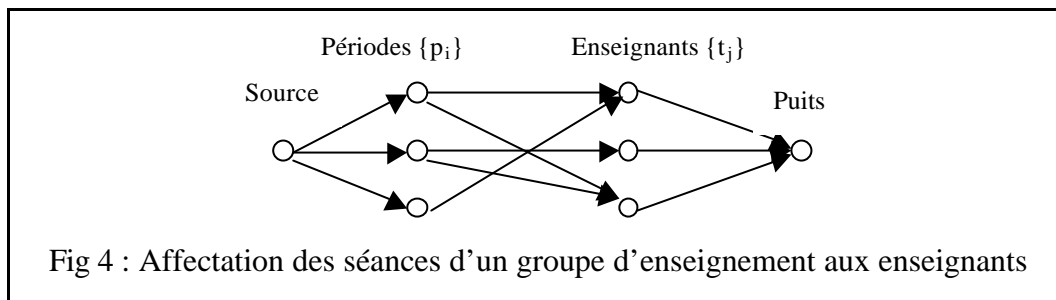 Périodes {pi}
Enseignants {tj}
Source
Puits
Fig 4 : Affectation des séances d'un groupe d'enseignement aux enseignants